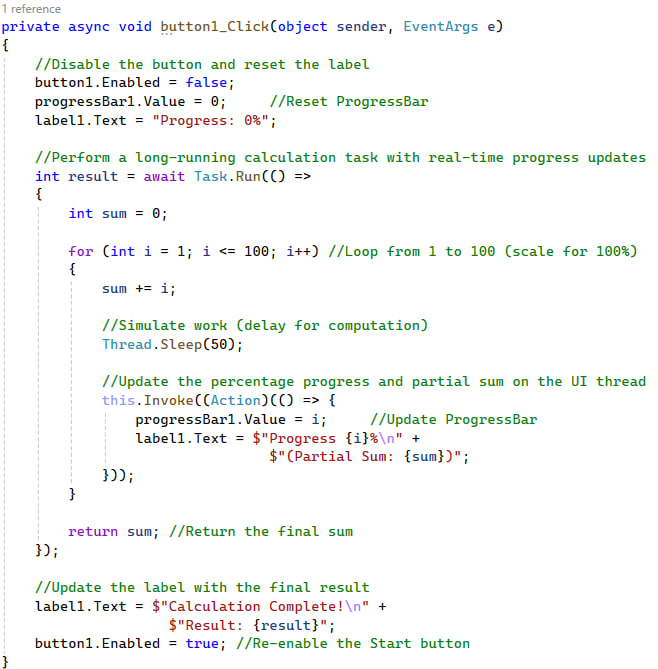 1 reference
private async void button1_Click(object sender, EventArgs e)
{
    //Disable the button and reset the label
    button1.Enabled = false;
    progressBar1.Value = 0;     //Reset ProgressBar
    label1.Text = "Progress: 0%";

    //Perform a long-running calculation task with real-time progress updates
    int result = await Task.Run(() =>
    {
        int sum = 0;

        for (int i = 1; i <= 100; i++) //Loop from 1 to 100 (scale for 100%)
        {
            sum += i;

            //Simulate work (delay for computation)
            Thread.Sleep(50);

            //Update the percentage progress and partial sum on the UI thread
            this.Invoke((Action)(() => {
                progressBar1.Value = i;     //Update ProgressBar
                label1.Text = $"Progress {i}%\n" +
                                $"(Partial Sum: {sum})";
            }));
        }

        return sum; //Return the final sum
    });

    //Update the label with the final result
    label1.Text = $"Calculation Complete!\n" +
                    $"Result: {result}";
    button1.Enabled = true; //Re-enable the Start button
}